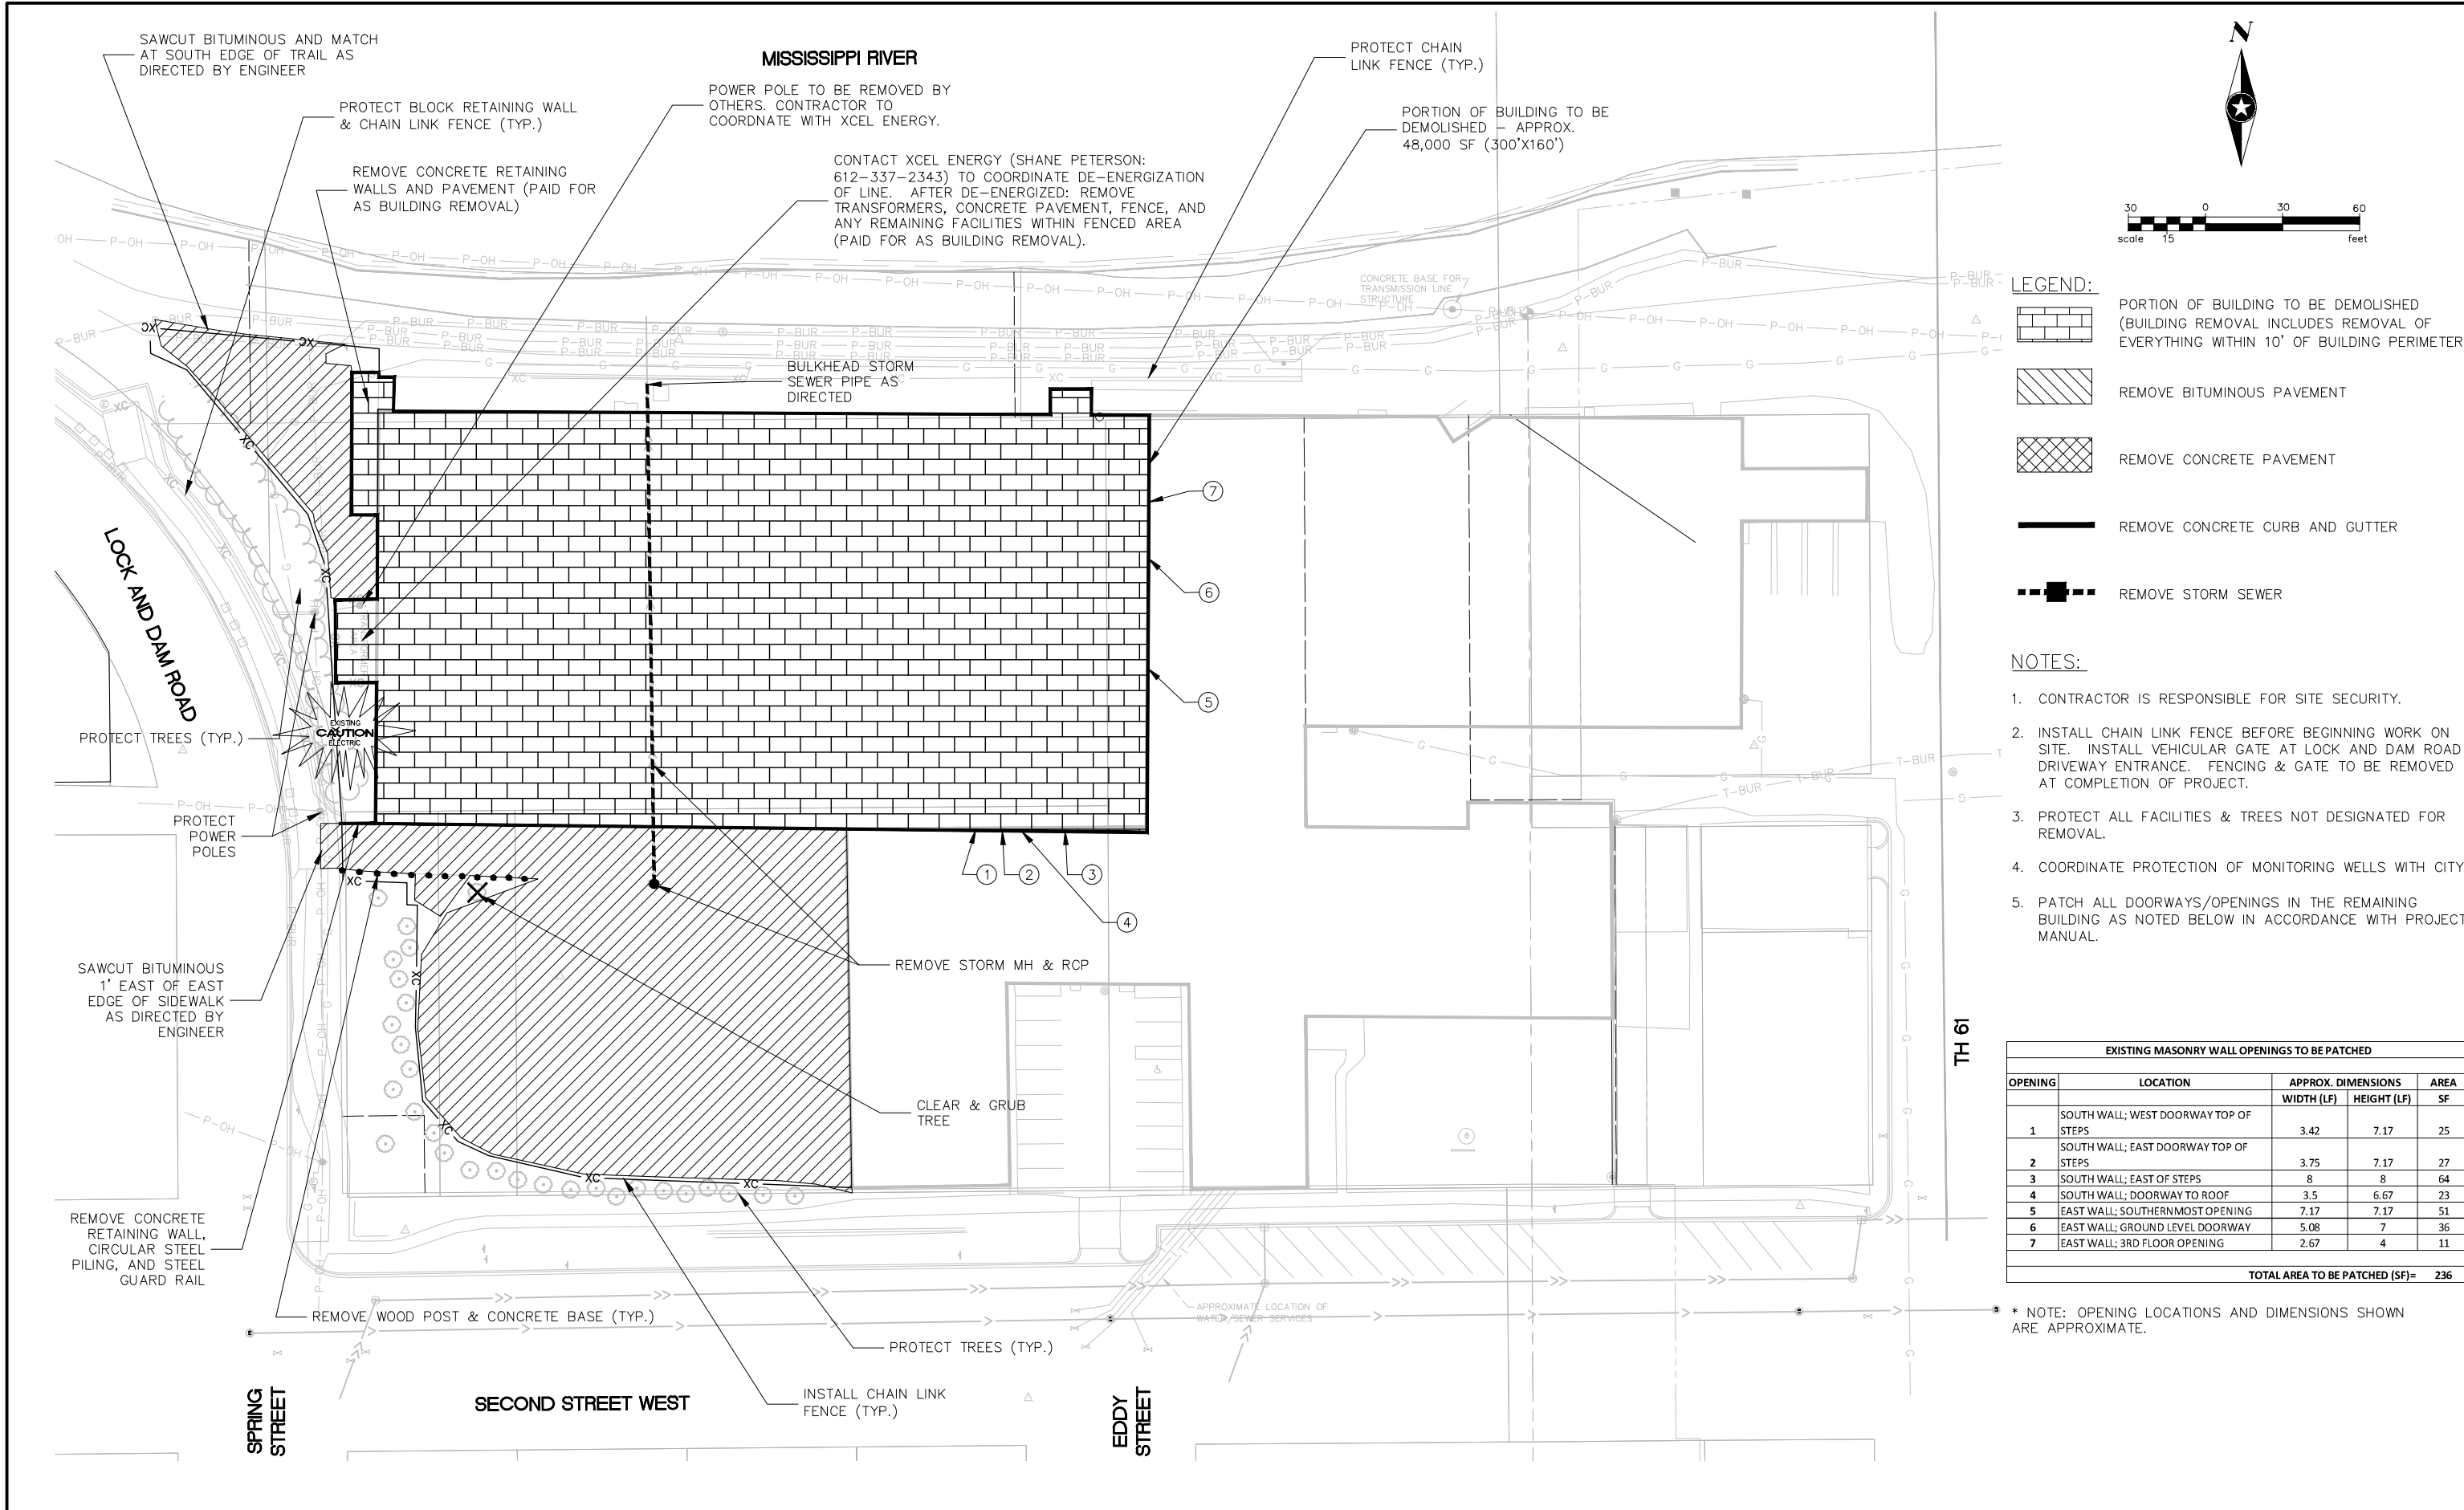 SAWCUT BITUMINOUS AND MATCH
AT SOUTH EDGE OF TRAIL AS
DIRECTED BY ENGINEER
MISSISSIPPI RIVER
PROTECT CHAIN
LINK FENCE (TYP.)
N
PROTECT BLOCK RETAINING WALL
& CHAIN LINK FENCE (TYP.)
POWER POLE TO BE REMOVED BY
OTHERS. CONTRACTOR TO
COORDNATE WITH XCEL ENERGY.
PORTION OF BUILDING TO BE
DEMOLISHED – APPROX.
48,000 SF (300'X160')
REMOVE CONCRETE RETAINING
WALLS AND PAVEMENT (PAID FOR
AS BUILDING REMOVAL)
CONTACT XCEL ENERGY (SHANE PETERSON:
612–337–2343) TO COORDINATE DE–ENERGIZATION
OF LINE. AFTER DE–ENERGIZED: REMOVE
TRANSFORMERS, CONCRETE PAVEMENT, FENCE, AND
ANY REMAINING FACILITIES WITHIN FENCED AREA
(PAID FOR AS BUILDING REMOVAL).
30 0 30 60
scale 15 feet
CONCRETE BASE FOR
TRANSMISSION LINE
STRUCTURE
BULKHEAD STORM
SEWER PIPE AS
DIRECTED
LEGEND:
PORTION OF BUILDING TO BE DEMOLISHED
(BUILDING REMOVAL INCLUDES REMOVAL OF
EVERYTHING WITHIN 10' OF BUILDING PERIMETER
REMOVE BITUMINOUS PAVEMENT
REMOVE CONCRETE PAVEMENT
REMOVE CONCRETE CURB AND GUTTER
REMOVE STORM SEWER
LOCK AND DAM ROAD
7
6
5
EXISTING
CAUTION
ELECTRIC
PROTECT TREES (TYP.)
PROTECT
POWER
POLES
1
2
3
4
NOTES:
1. CONTRACTOR IS RESPONSIBLE FOR SITE SECURITY.
2. INSTALL CHAIN LINK FENCE BEFORE BEGINNING WORK ON
SITE. INSTALL VEHICULAR GATE AT LOCK AND DAM ROAD
DRIVEWAY ENTRANCE. FENCING & GATE TO BE REMOVED
AT COMPLETION OF PROJECT.
3. PROTECT ALL FACILITIES & TREES NOT DESIGNATED FOR
REMOVAL.
4. COORDINATE PROTECTION OF MONITORING WELLS WITH CITY
5. PATCH ALL DOORWAYS/OPENINGS IN THE REMAINING
BUILDING AS NOTED BELOW IN ACCORDANCE WITH PROJECT
MANUAL.
SAWCUT BITUMINOUS
1' EAST OF EAST
EDGE OF SIDEWALK
AS DIRECTED BY
ENGINEER
REMOVE STORM MH & RCP
CLEAR & GRUB
TREE
TH 61
REMOVE CONCRETE
RETAINING WALL,
CIRCULAR STEEL
PILING, AND STEEL
GUARD RAIL
REMOVE WOOD POST & CONCRETE BASE (TYP.)
APPROXIMATE LOCATION OF
WATER/SEWER SERVICES
PROTECT TREES (TYP.)
INSTALL CHAIN LINK
FENCE (TYP.)
SPRING
STREET
SECOND STREET WEST
EDDY
STREET
EXISTING MASONRY WALL OPENINGS TO BE PATCHED
OPENING LOCATION APPROX. DIMENSIONS AREA
WIDTH (LF) HEIGHT (LF) SF
SOUTH WALL; WEST DOORWAY TOP OF
1 STEPS 3.42 7.17 25
SOUTH WALL; EAST DOORWAY TOP OF
2 STEPS 3.75 7.17 27
3 SOUTH WALL; EAST OF STEPS 8 8 64
4 SOUTH WALL; DOORWAY TO ROOF 3.5 6.67 23
5 EAST WALL; SOUTHERNMOST OPENING 7.17 7.17 51
6 EAST WALL; GROUND LEVEL DOORWAY 5.08 7 36
7 EAST WALL; 3RD FLOOR OPENING 2.67 4 11
TOTAL AREA TO BE PATCHED (SF)= 236
* NOTE: OPENING LOCATIONS AND DIMENSIONS SHOWN
ARE APPROXIMATE.